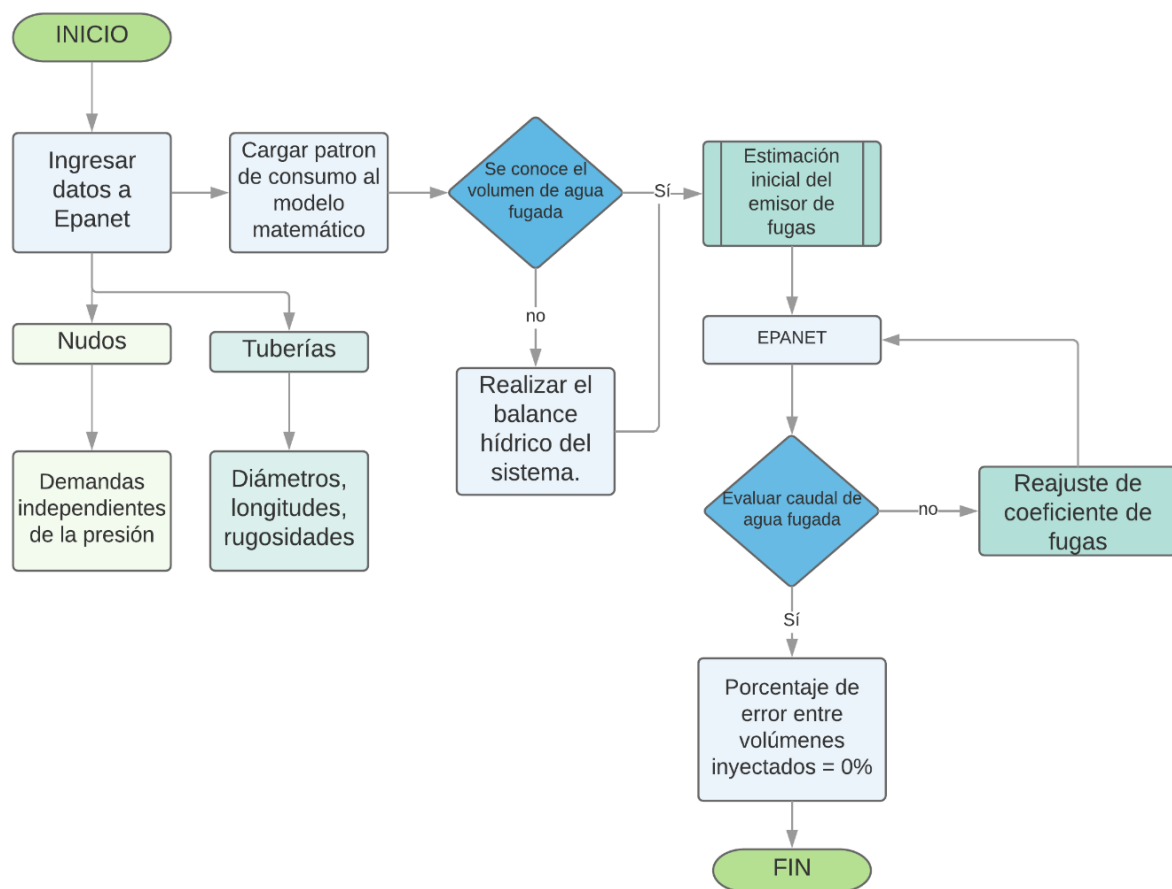 INICIO
Ingresar
datos a
Epanet
Cargar patron
de consumo al
modelo
matemático
Se conoce el
volumen de agua
fugada
Sí
Estimación
inicial del
emisor de
fugas
no
Nudos
Tuberías
EPANET
Realizar el
balance
hídrico del
sistema.
Demandas
independientes
de la presión
Diámetros,
longitudes,
rugosidades
Evaluar caudal de
agua fugada
no
Reajuste de
coeficiente de
fugas
Sí
Porcentaje de
error entre
volúmenes
inyectados = 0%
FIN